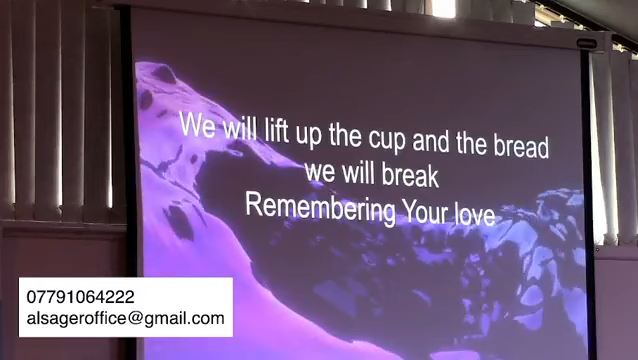 We will lift up the cup and the bread
we will break
Remembering Your love
07791064222
alsageroffice@gmail.com